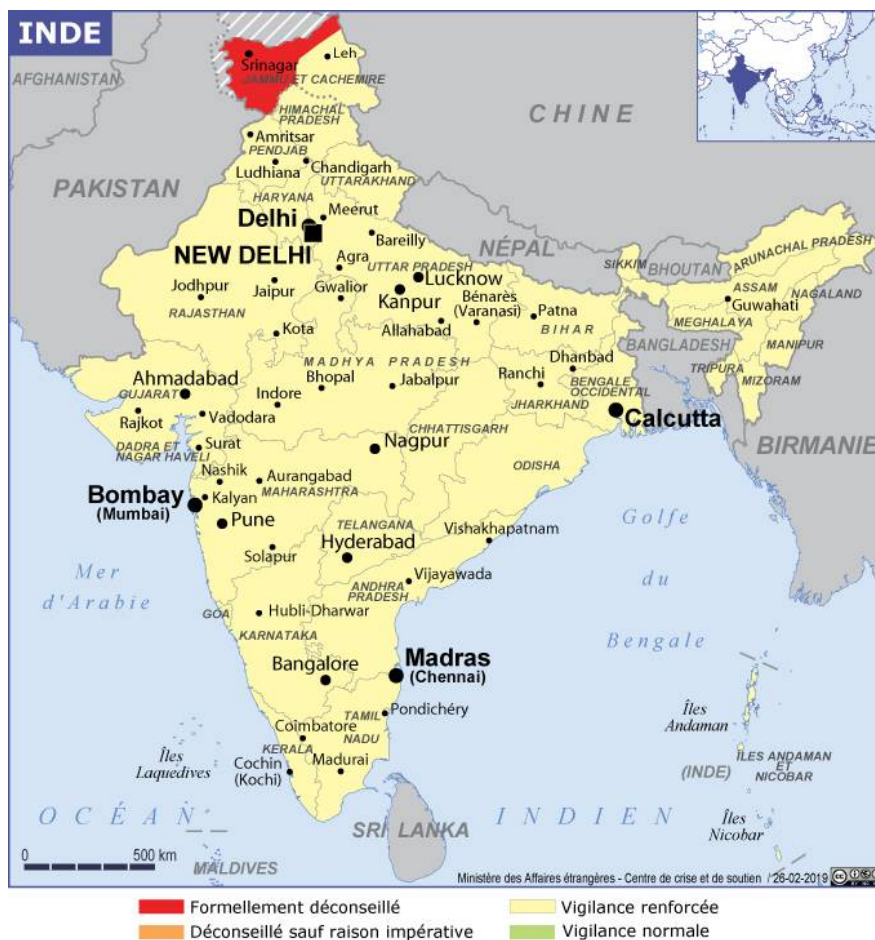 INDE
AFGHANISTAN
Srinagar
Leh
JAMMU ET CACHEMIRE
HIMACHAL
PRADESH
CHINE
Amritsar
PENDJAB
Ludhiana
Chandigarh
UTTARAKHAND
PAKISTAN
HARYANA
Delhi
Meerut
NEW DELHI
Bareilly
NÉPAL
Agra
UTTAR PRADESH
SIKKIM
BHOUTAN
ARUNACHAL PRADESH
Jodhpur
Jaipur
Gwalior
Lucknow
Kanpur
Bénarès
(Varanasi)
Patna
ASSAM
NAGALAND
Guwahati
RAJASTHAN
Kota
Allahabad
BIHAR
MEGHALAYA
BANGLADESH
MANIPUR
MADHYA PRADESH
Dhanbad
TRIPURA
MIZORAM
Ahmadabad
GUJARAT
Indore
Bhopal
Jabalpur
Ranchi
BENGALE
OCCIDENTAL
JHARKHAND
Rajkot
Vadodara
CHHATTISGARH
Calcutta
BIRMANIE
DADRA ET
NAGAR HAVELI
Surat
Nagpur
Nashik
Aurangabad
ODISHA
MAHARASHTRA
Bombay
(Mumbai)
Kalyan
Pune
TELANGANA
Vishakhapatnam
Golfe
du
Bengale
Solapur
Hyderabad
Mer
d'Arabie
Vijayawada
ANDHRA
PRADESH
GOA
Hubli-Dharwar
KARNATAKA
Bangalore
Madras
(Chennai)
Pondichéry
TAMIL
NADU
Coimbatore
KERALA
Îles
Andaman
Îles
Laquedives
Cochin
(Kochi)
Madurai
(INDE)
ÎLES ANDAMAN
ET
NICOBAR
OCÉAN INDIEN
Îles
Nicobar
SRI LANKA
0 500 km
MALDIVES
Ministère des Affaires étrangères - Centre de crise et de soutien / 26-02-2019
Formellement déconseillé
Vigilance renforcée
Déconseillé sauf raison impérative
Vigilance normale